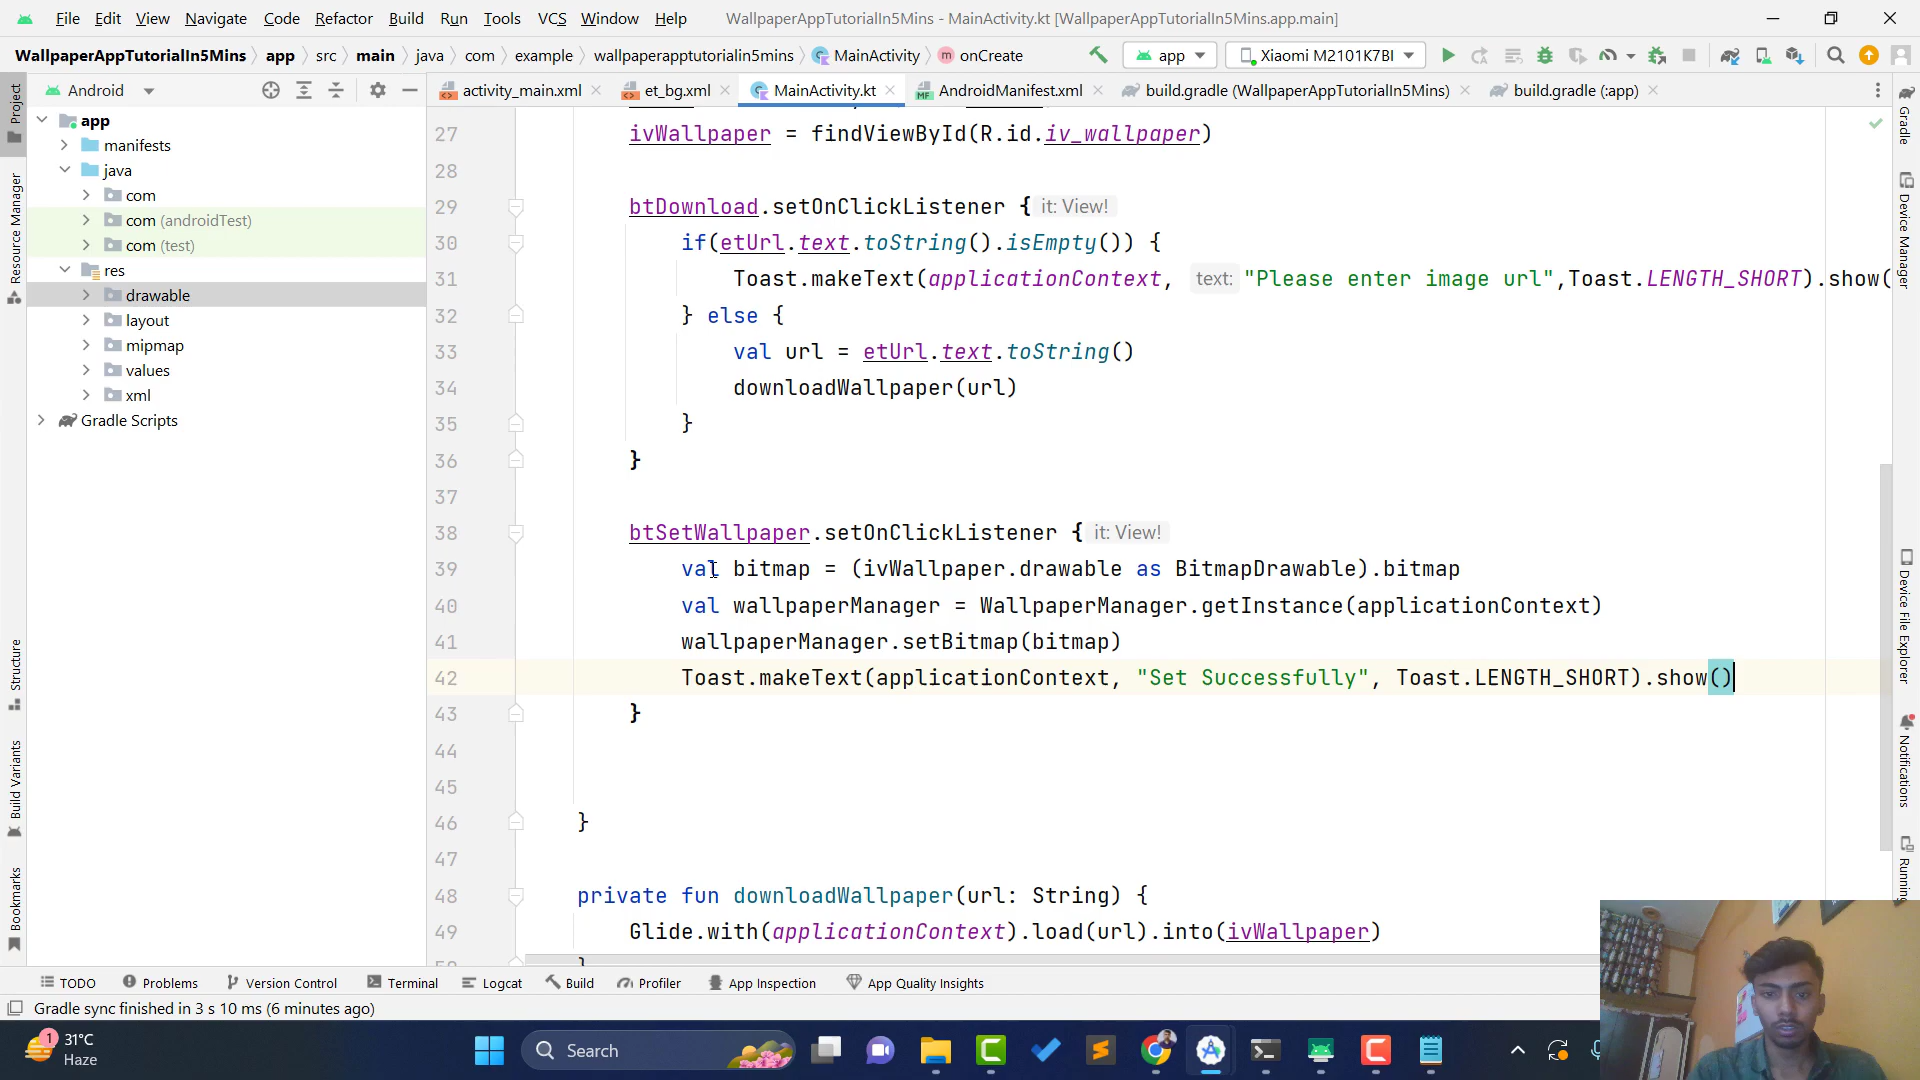 File Edit View Navigate Code Refactor Build Run Tools VCS Window Help WallpaperAppTutorialIn5Mins - MainActivity.kt [WallpaperAppTutorialIn5Mins.app.main]
WallpaperAppTutorialIn5Mins app src main java com example wallpaperapptutorialin5mins MainActivity onCreate app Xiaomi M2101K7BI
Android activity_main.xml et_bg.xml MainActivity.kt AndroidManifest.xml build.gradle (WallpaperAppTutorialIn5Mins) build.gradle (:app)
Project
Resource Manager
Structure
Build Variants
Bookmarks
app
manifests
java
com
com (androidTest)
com (test)
res
drawable
layout
mipmap
values
xml
Gradle Scripts
27 ivWallpaper = findViewById(R.id.iv_wallpaper)
28
29 btDownload.setOnClickListener { it: View!
30 if(etUrl.text.toString().isEmpty()) {
31 Toast.makeText(applicationContext, text: "Please enter image url",Toast.LENGTH_SHORT).show(
32 } else {
33 val url = etUrl.text.toString()
34 downloadWallpaper(url)
35 }
36 }
37
38 btSetWallpaper.setOnClickListener { it: View!
39 val bitmap = (ivWallpaper.drawable as BitmapDrawable).bitmap
40 val wallpaperManager = WallpaperManager.getInstance(applicationContext)
41 wallpaperManager.setBitmap(bitmap)
42 Toast.makeText(applicationContext, "Set Successfully", Toast.LENGTH_SHORT).show()
43 }
44
45
46 }
47
48 private fun downloadWallpaper(url: String) {
49 Glide.with(applicationContext).load(url).into(ivWallpaper)
Gradle
Device Manager
Device File Explorer
Notifications
Running
TODO Problems Version Control Terminal Logcat Build Profiler App Inspection App Quality Insights
Gradle sync finished in 3 s 10 ms (6 minutes ago)
1 31°C
Haze
Search